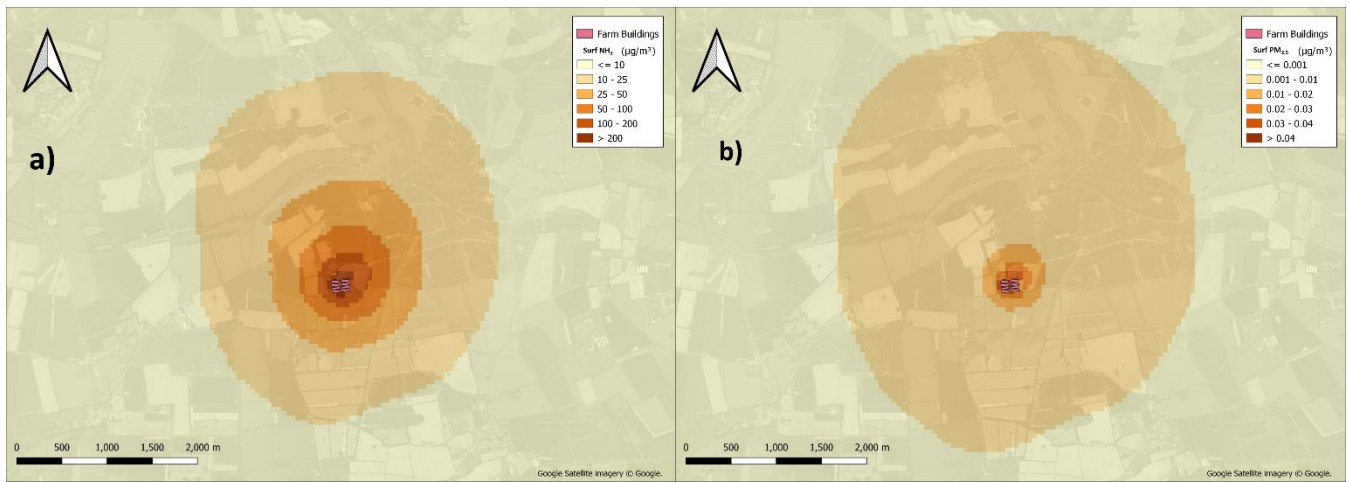 a)
Farm Buildings
Surf NH₃ (µg/m³)
<= 10
10 - 25
25 - 50
50 - 100
100 - 200
> 200
0 500 1,000 1,500 2,000 m
Google Satellite Imagery © Google.
b)
Farm Buildings
Surf PM₂.₅ (µg/m³)
<= 0.001
0.001 - 0.01
0.01 - 0.02
0.02 - 0.03
0.03 - 0.04
> 0.04
0 500 1,000 1,500 2,000 m
Google Satellite Imagery © Google.